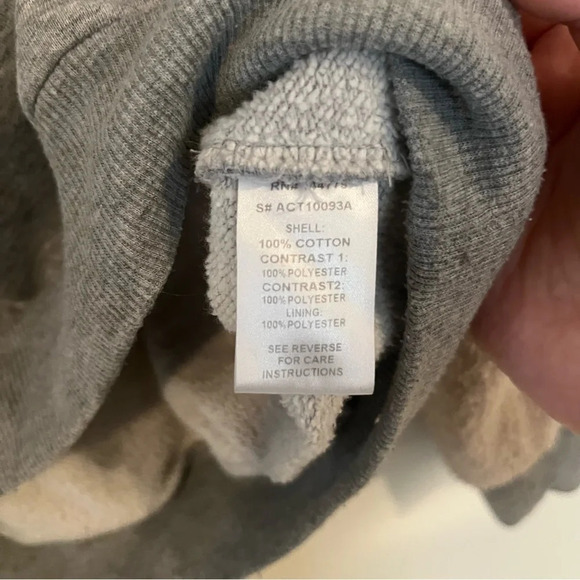 RN#
S# ACT10093A
SHELL:
100% COTTON
CONTRAST 1:
100% POLYESTER
CONTRAST2:
100% POLYESTER
LINING:
100% POLYESTER
SEE REVERSE
FOR CARE
INSTRUCTIONS